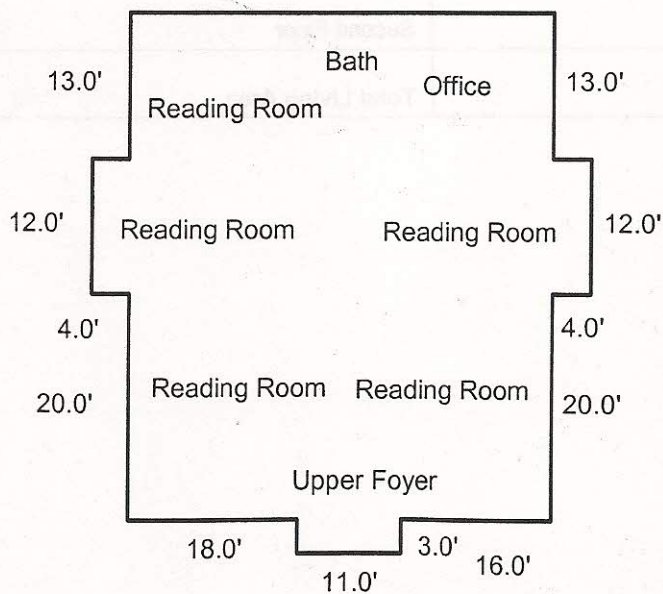 Second Floor
Bath
13.0'
Office
13.0'
Reading Room
12.0'
Reading Room
Reading Room
12.0'
4.0'
4.0'
20.0'
Reading Room
Reading Room
20.0'
Upper Foyer
18.0'
3.0'
16.0'
11.0'